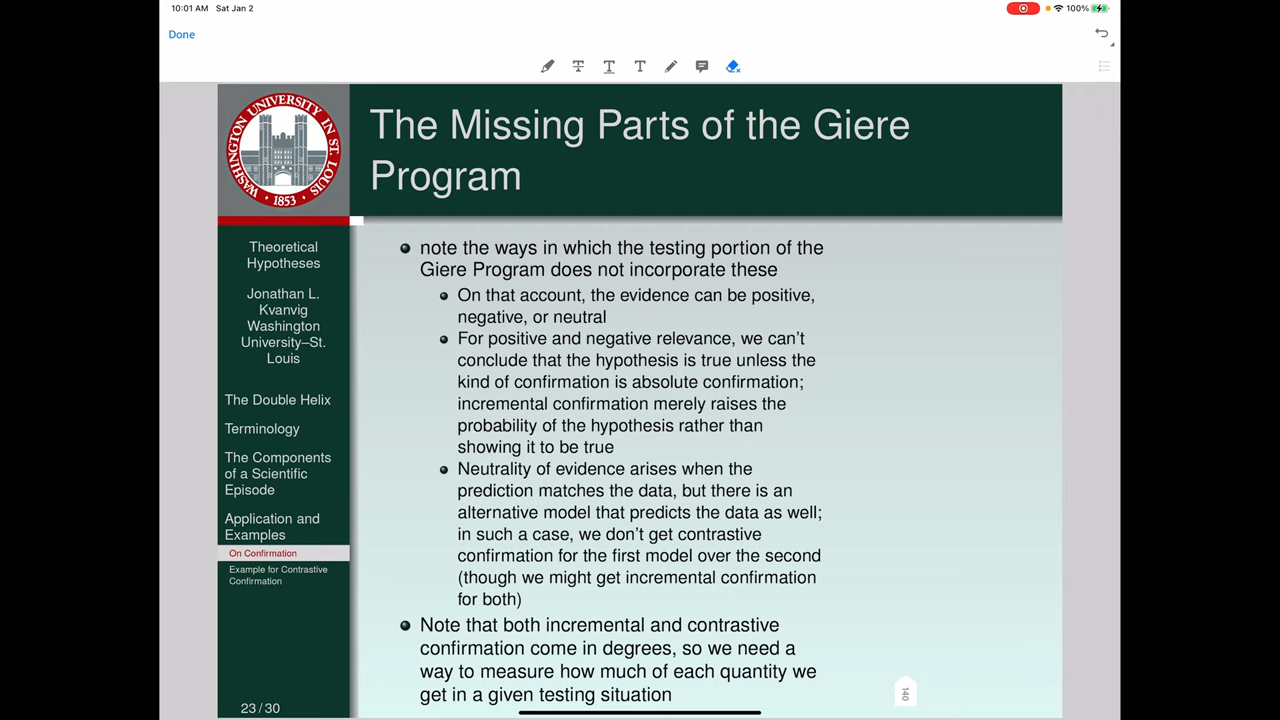 10:01 AM Sat Jan 2
100%
Done
The Missing Parts of the Giere
Program
WASHINGTON UNIVERSITY IN ST. LOUIS
1853
Theoretical
Hypotheses
Jonathan L.
Kvanvig
Washington
University–St.
Louis
The Double Helix
Terminology
The Components
of a Scientific
Episode
Application and
Examples
On Confirmation
Example for Contrastive
Confirmation
23 / 30
note the ways in which the testing portion of the
Giere Program does not incorporate these
On that account, the evidence can be positive,
negative, or neutral
For positive and negative relevance, we can't
conclude that the hypothesis is true unless the
kind of confirmation is absolute confirmation;
incremental confirmation merely raises the
probability of the hypothesis rather than
showing it to be true
Neutrality of evidence arises when the
prediction matches the data, but there is an
alternative model that predicts the data as well;
in such a case, we don't get contrastive
confirmation for the first model over the second
(though we might get incremental confirmation
for both)
Note that both incremental and contrastive
confirmation come in degrees, so we need a
way to measure how much of each quantity we
get in a given testing situation
140